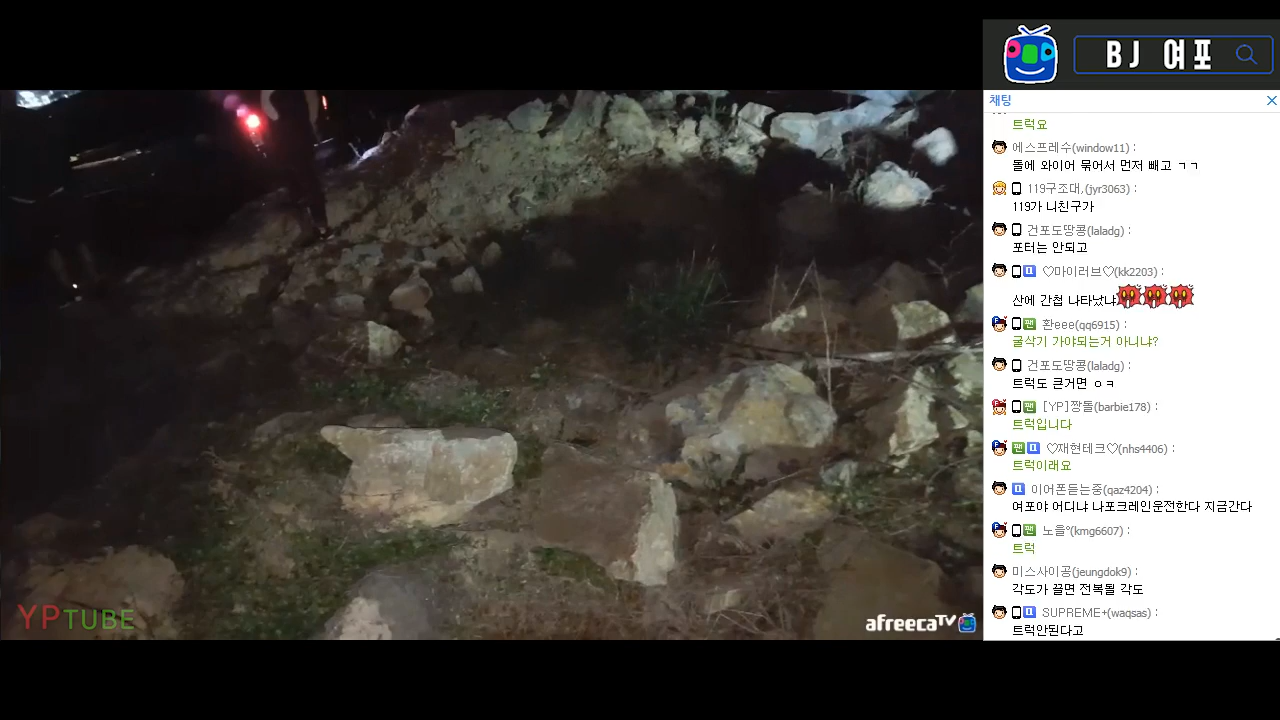 BJ 여포
채팅
트럭요
에스프레수(window11) :
돌에 와이어 묶어서 먼저 빼고 ㄱㄱ
119구조대,(jyr3063) :
119가 니친구가
건포도땅콩(laladg) :
포터는 안되고
♡마이러브♡(kk2203) :
산에 간첩 나타났냐
환eee(qq6915) :
굴삭기 가야되는거 아니냐?
건포도땅콩(laladg) :
트럭도 큰거면 ㅇㅋ
[YP]짱돌(barbie178) :
트럭입니다
♡재현테크♡(nhs4406) :
트럭이래요
이어폰듣는중(qaz4204) :
여포야 어디냐 나포크레인운전한다 지금간다
노을°(kmg6607) :
트럭
미스사이공(jeungdok9) :
각도가 끌면 전복될 각도
SUPREME+(waqsas) :
트럭안된다고
YPTUBE
afreecaTV